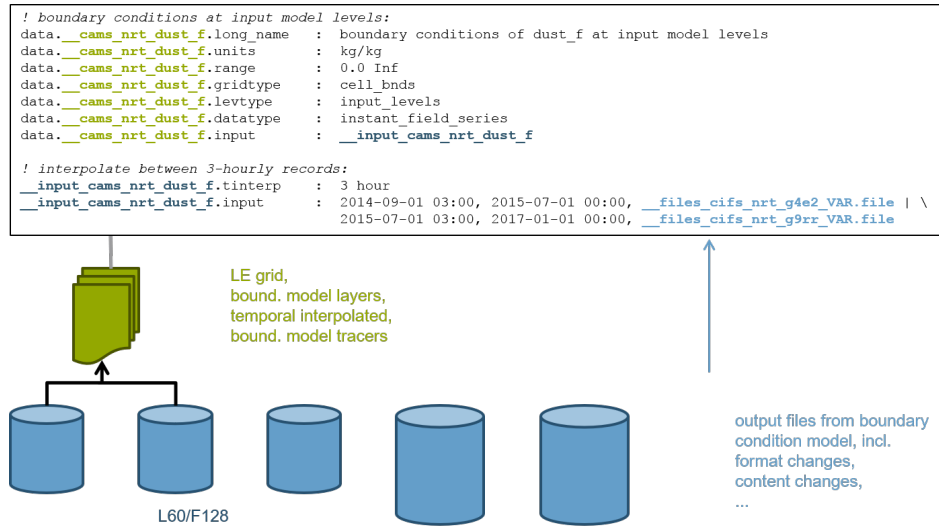 ! boundary conditions at input model levels:
data.__cams_nrt_dust_f.long_name : boundary conditions of dust_f at input model levels
data.__cams_nrt_dust_f.units : kg/kg
data.__cams_nrt_dust_f.range : 0.0 Inf
data.__cams_nrt_dust_f.gridtype : cell_bnds
data.__cams_nrt_dust_f.levtype : input_levels
data.__cams_nrt_dust_f.datatype : instant_field_series
data.__cams_nrt_dust_f.input : __input_cams_nrt_dust_f
! interpolate between 3-hourly records:
__input_cams_nrt_dust_f.tinterp : 3 hour
__input_cams_nrt_dust_f.input : 2014-09-01 03:00, 2015-07-01 00:00, __files_cifs_nrt_g4e2_VAR.file | \
2015-07-01 03:00, 2017-01-01 00:00, __files_cifs_nrt_g9rr_VAR.file
LE grid,
bound. model layers,
temporal interpolated,
bound. model tracers
output files from boundary
condition model, incl.
format changes,
content changes,
...
L60/F128